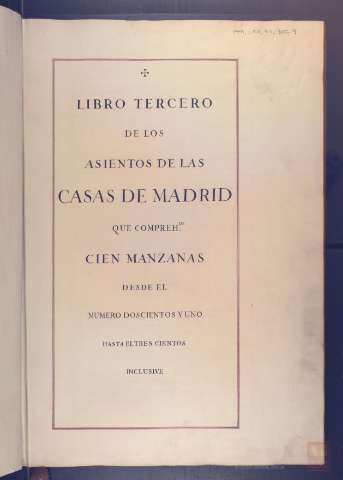 ✠
LIBRO TERCERO
DE LOS
ASIENTOS DE LAS
CASAS DE MADRID
QUE COMPREH.ᴰᴱ
CIEN MANZANAS
DESDE EL
NUMERO DOSCIENTOS Y UNO
HASTA EL TRES CIENTOS
INCLUSIVE